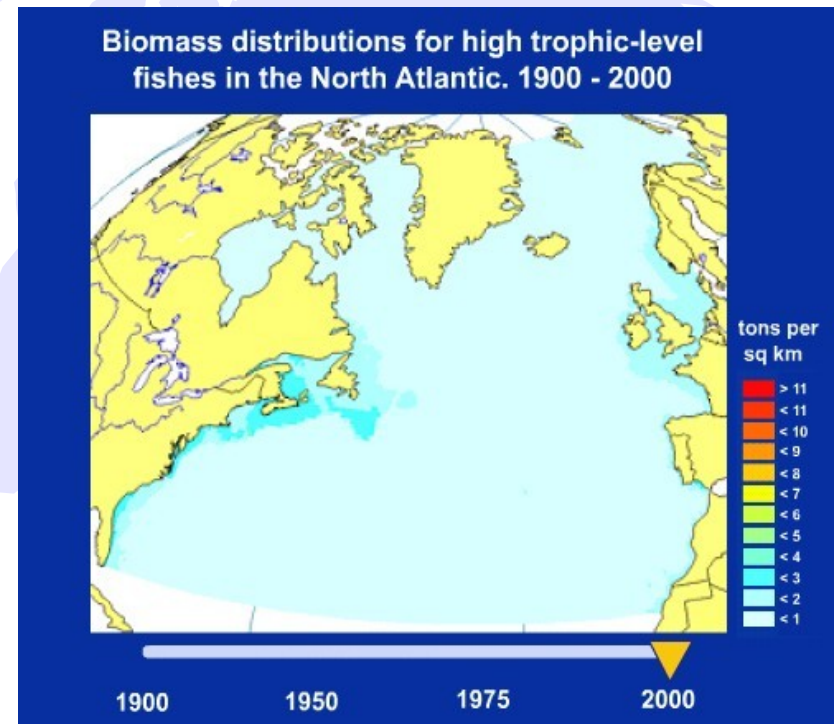 Biomass distributions for high trophic-level
fishes in the North Atlantic. 1900 - 2000
tons per
sq km
> 11
< 11
< 10
< 9
< 8
< 7
< 6
< 5
< 4
< 3
< 2
< 1
1900 1950 1975 2000